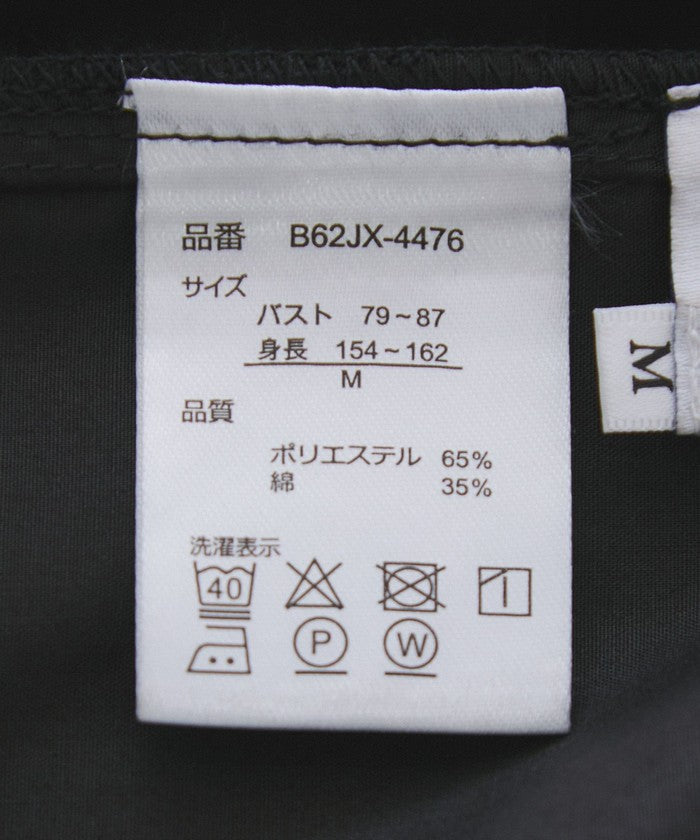 品番 B62JX-4476
サイズ
バスト 79~87
身長 154~162
M
品質
ポリエステル 65%
綿 35%
洗濯表示
40
P W
M